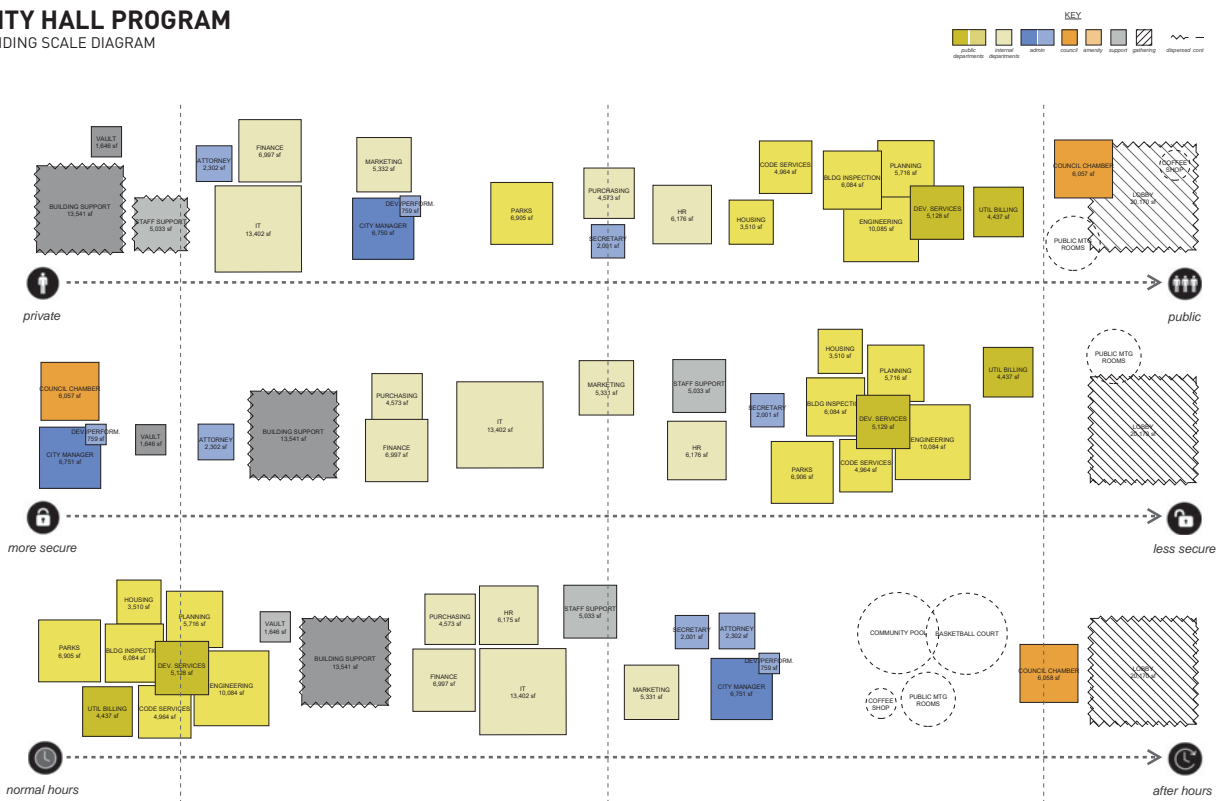 ITY HALL PROGRAM
IDING SCALE DIAGRAM
KEY
public
departments
internal
departments
admin
council
amenity
support
gathering
dispersed
cont
VAULT
1,646 sf
BUILDING SUPPORT
13,541 sf
STAFF SUPPORT
5,033 sf
ATTORNEY
2,302 sf
FINANCE
6,997 sf
IT
13,402 sf
MARKETING
5,332 sf
DEV/PERFORM.
759 sf
CITY MANAGER
6,750 sf
PARKS
6,905 sf
PURCHASING
4,573 sf
SECRETARY
2,001 sf
HR
6,176 sf
CODE SERVICES
4,964 sf
HOUSING
3,510 sf
BLDG INSPECTION
6,084 sf
PLANNING
5,716 sf
ENGINEERING
10,085 sf
DEV. SERVICES
5,128 sf
UTIL BILLING
4,437 sf
COUNCIL CHAMBER
6,057 sf
COFFEE
SHOP
LOBBY
20,170 sf
PUBLIC MTG
ROOMS
private
public
COUNCIL CHAMBER
6,057 sf
DEV/PERFORM.
759 sf
CITY MANAGER
6,751 sf
VAULT
1,646 sf
ATTORNEY
2,302 sf
BUILDING SUPPORT
13,541 sf
PURCHASING
4,573 sf
FINANCE
6,997 sf
IT
13,402 sf
MARKETING
5,331 sf
STAFF SUPPORT
5,033 sf
HR
6,176 sf
SECRETARY
2,001 sf
HOUSING
3,510 sf
PLANNING
5,716 sf
BLDG INSPECTI
6,084 sf
DEV. SERVICES
5,129 sf
ENGINEERING
10,084 sf
PARKS
6,906 sf
CODE SERVICES
4,964 sf
UTIL BILLING
4,437 sf
PUBLIC MTG
ROOMS
LOBBY
20,170 sf
more secure
less secure
HOUSING
3,510 sf
PLANNING
5,716 sf
PARKS
6,905 sf
BLDG INSPECTI
6,084 sf
DEV. SERVICES
5,128 sf
ENGINEERING
10,084 sf
UTIL BILLING
4,437 sf
CODE SERVICES
4,964 sf
VAULT
1,646 sf
BUILDING SUPPORT
13,541 sf
PURCHASING
4,573 sf
HR
6,175 sf
FINANCE
6,997 sf
IT
13,402 sf
STAFF SUPPORT
5,033 sf
MARKETING
5,331 sf
SECRETARY
2,001 sf
ATTORNEY
2,302 sf
DEV/PERFORM.
759 sf
CITY MANAGER
6,751 sf
COMMUNITY POOL
BASKETBALL COURT
COFFEE
SHOP
PUBLIC MTG
ROOMS
COUNCIL CHAMBER
6,058 sf
LOBBY
20,170 sf
normal hours
after hours